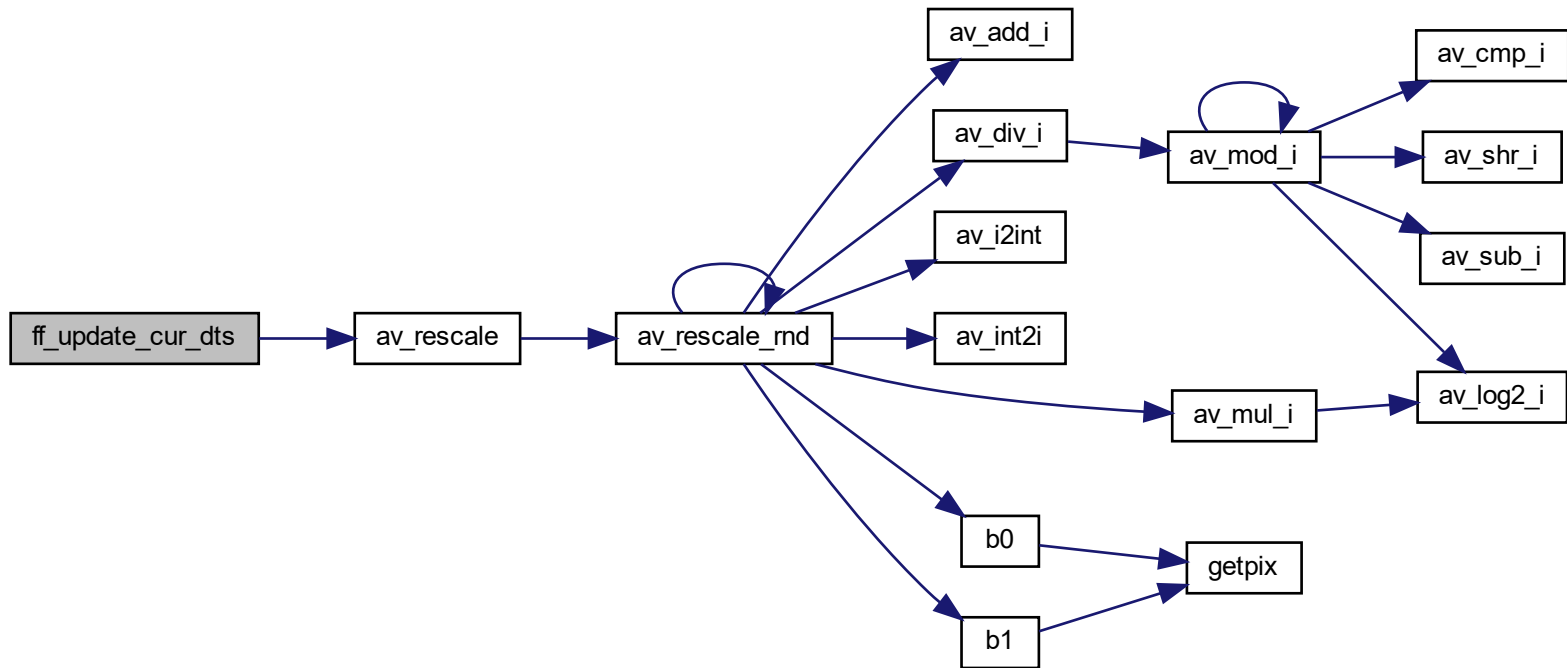 av_add_i
av_cmp_i
av_div_i
av_mod_i
av_shr_i
av_i2int
av_sub_i
ff_update_cur_dts
av_rescale
av_rescale_rnd
av_int2i
av_log2_i
av_mul_i
b0
getpix
b1